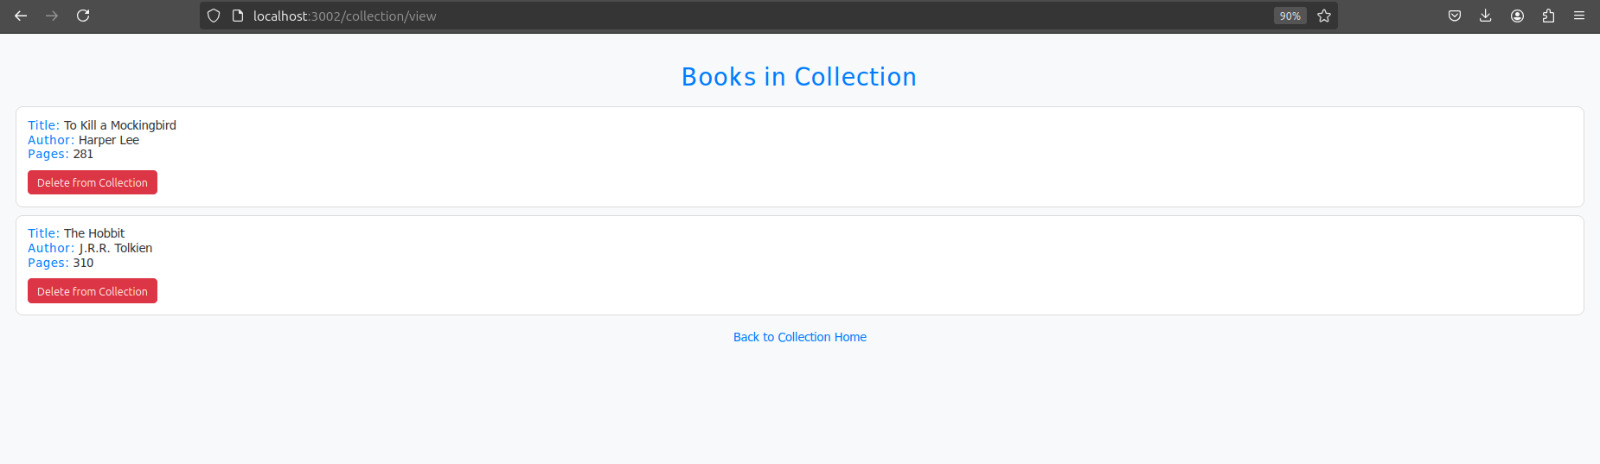 localhost:3002/collection/view
90%
Books in Collection
Title: To Kill a Mockingbird
Author: Harper Lee
Pages: 281
Delete from Collection
Title: The Hobbit
Author: J.R.R. Tolkien
Pages: 310
Delete from Collection
Back to Collection Home